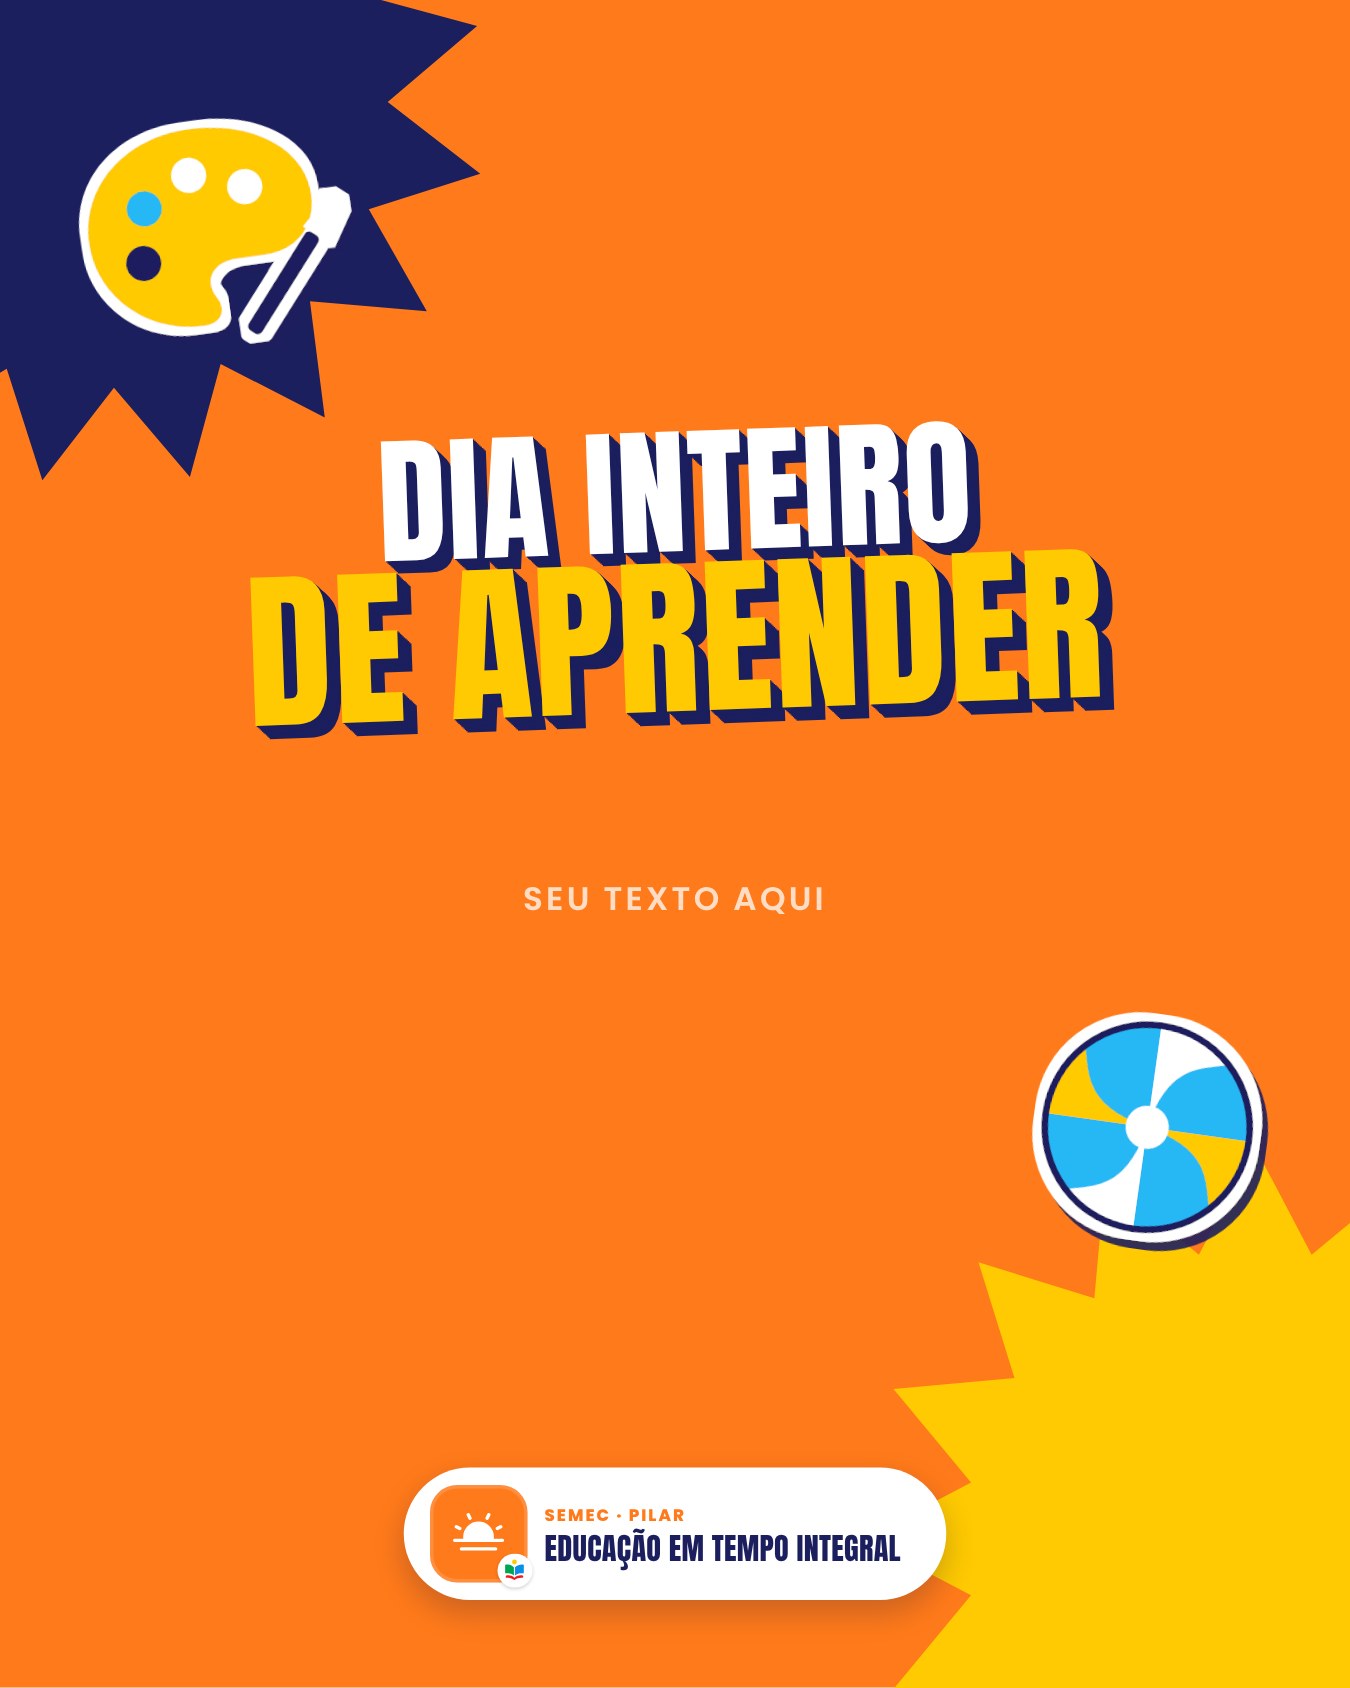 DIA INTEIRO
DE APRENDER
SEU TEXTO AQUI
SEMEC · PILAR
EDUCAÇÃO EM TEMPO INTEGRAL